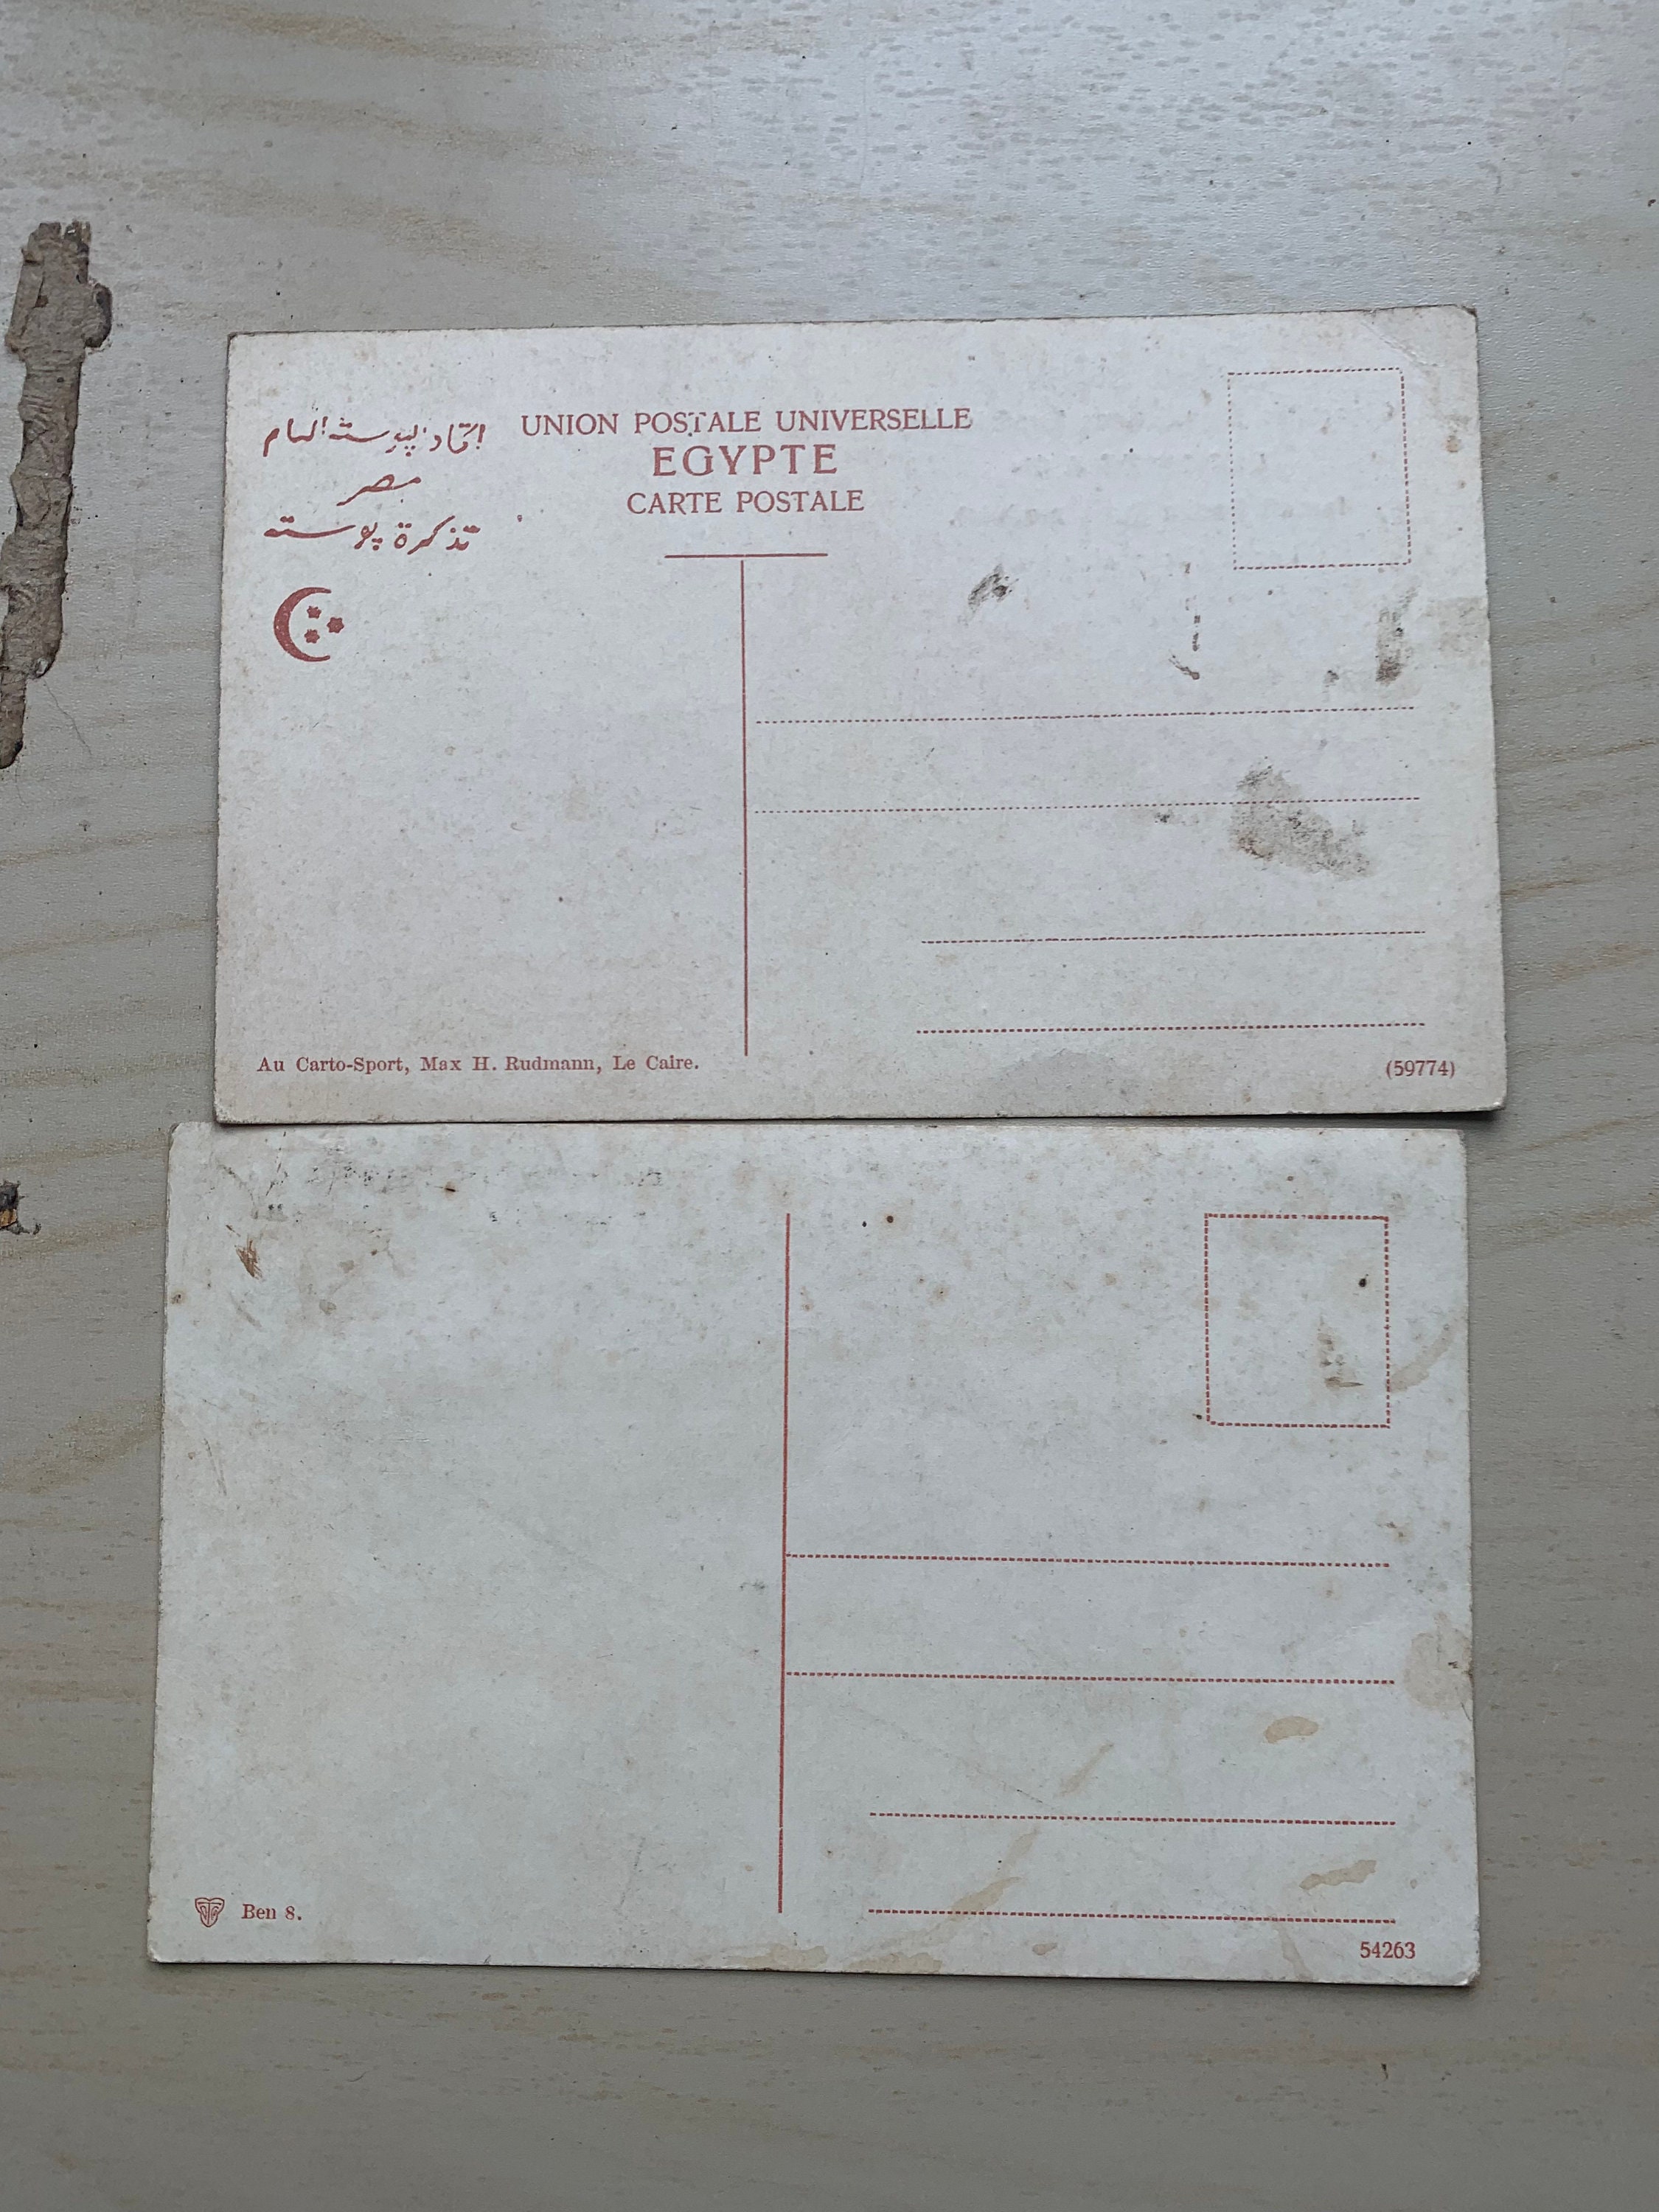 اتحاد البوسته العام
UNION POSTALE UNIVERSELLE
مصر
EGYPTE
تذكرة پوسته
CARTE POSTALE
Au Carto-Sport, Max H. Rudmann, Le Caire.
(59774)
Ben 8.
54263